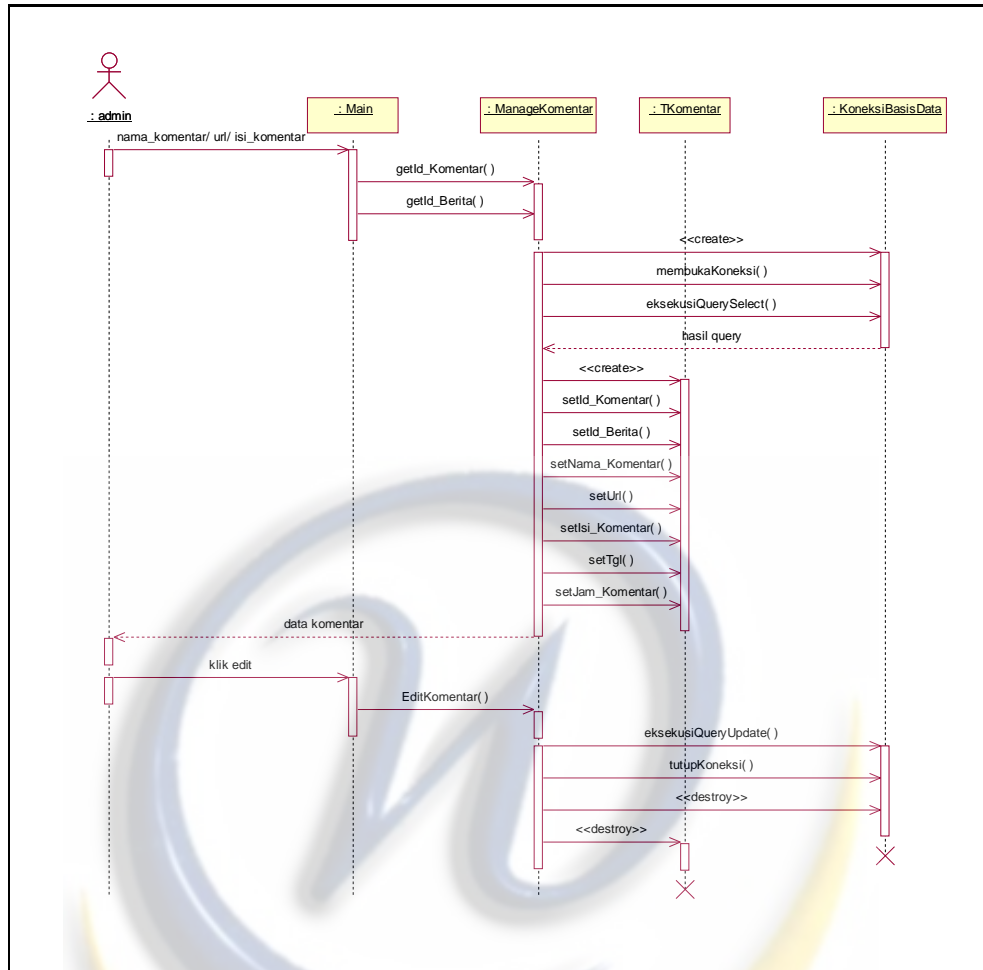 : admin
: Main
: ManageKomentar
: TKomentar
: KoneksiBasisData
nama_komentar/ url/ isi_komentar
getId_Komentar( )
getId_Berita( )
<<create>>
membukaKoneksi( )
eksekusiQuerySelect( )
hasil query
<<create>>
setId_Komentar( )
setId_Berita( )
setNama_Komentar( )
setUrl( )
setIsi_Komentar( )
setTgl( )
setJam_Komentar( )
data komentar
klik edit
EditKomentar( )
eksekusiQueryUpdate( )
tutupKoneksi( )
<<destroy>>
<<destroy>>